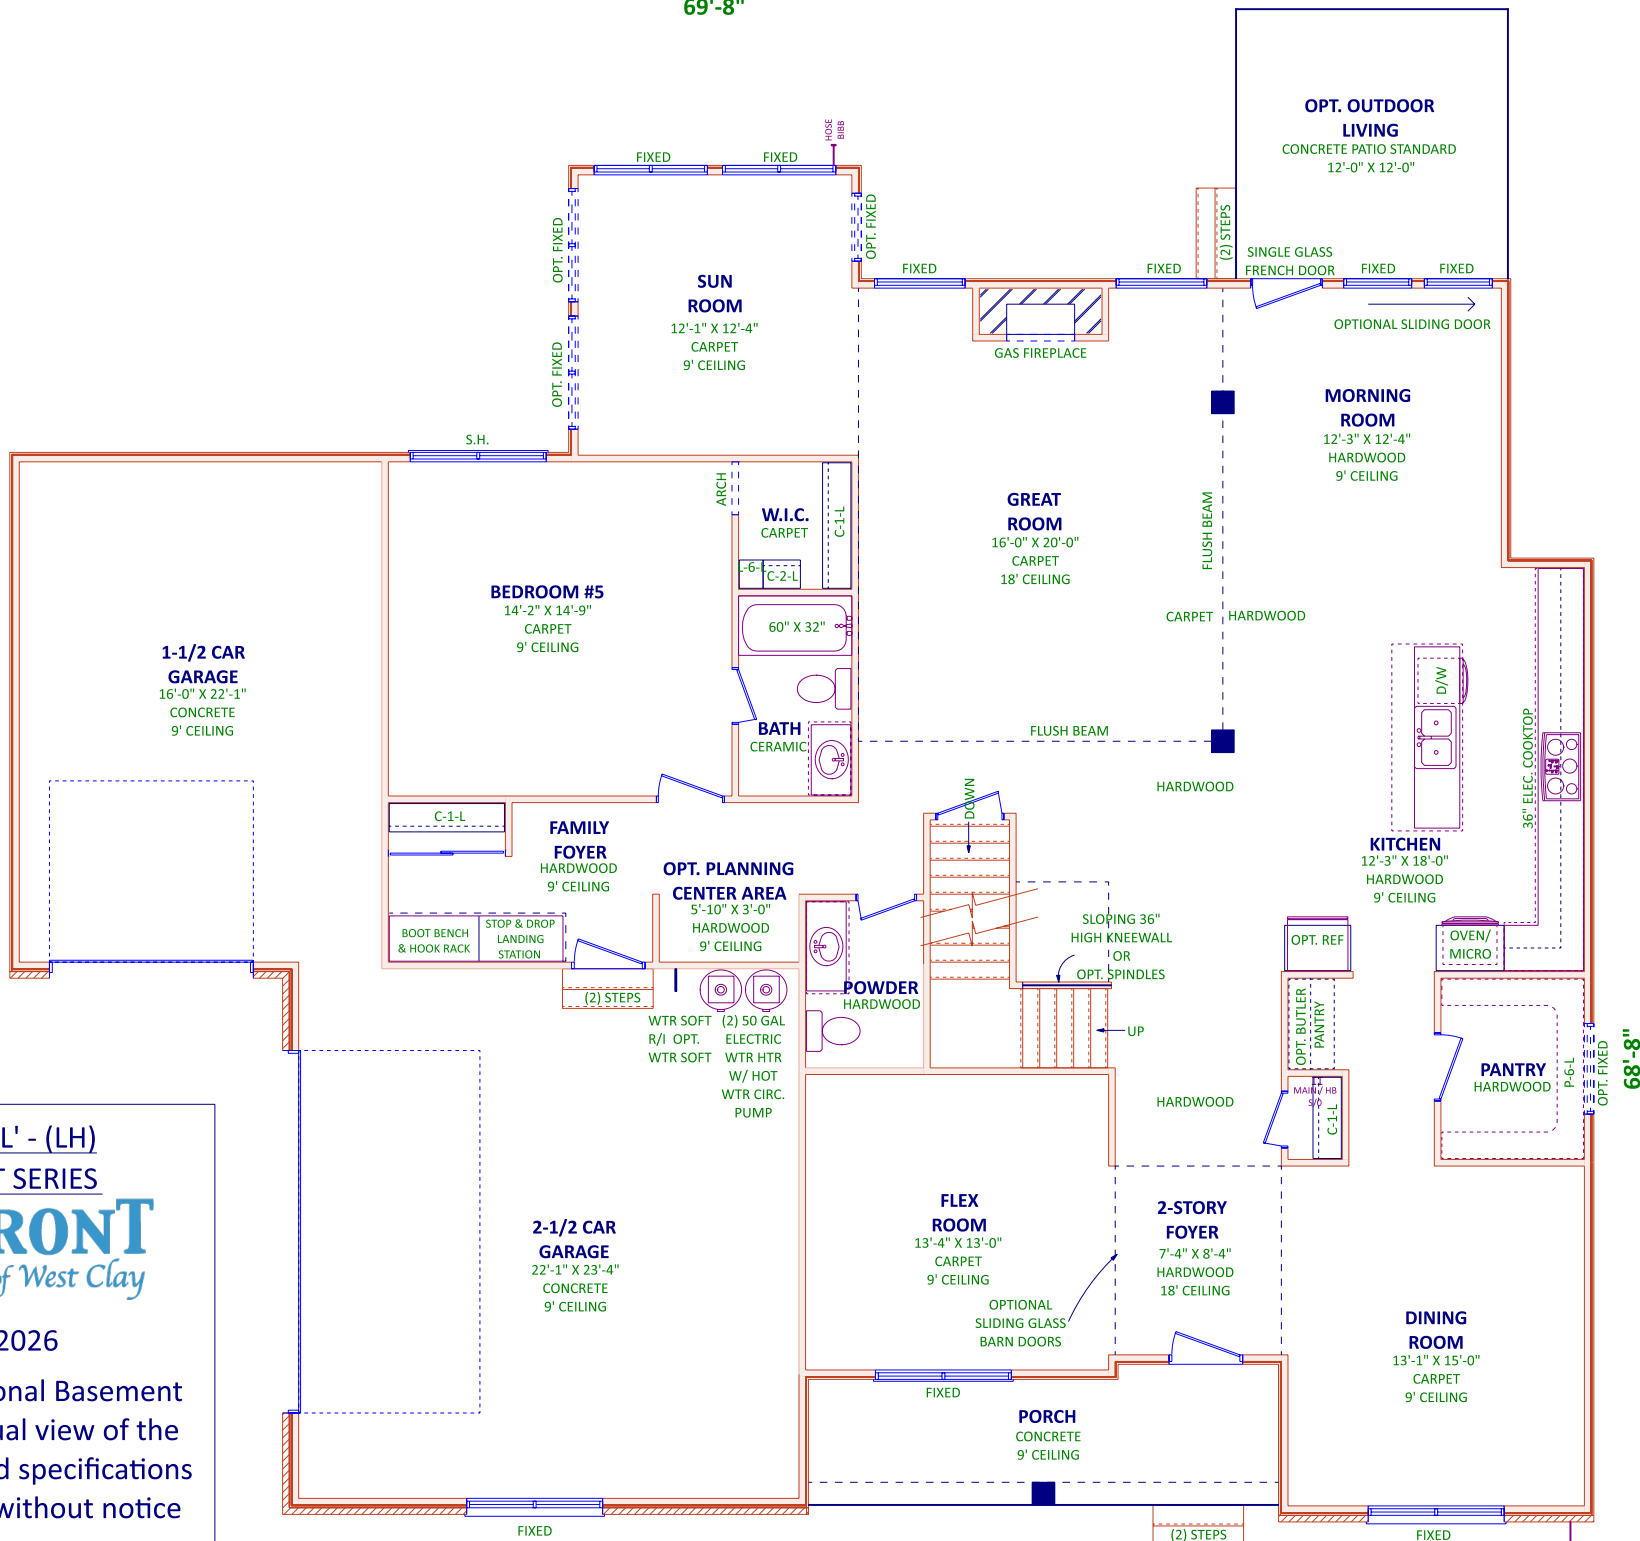 69'-8"
OPT. OUTDOOR
LIVING
CONCRETE PATIO STANDARD
12'-0" X 12'-0"
HOSE
BIBB
FIXED
FIXED
OPT. FIXED
OPT. FIXED
OPT. FIXED
SUN
ROOM
12'-1" X 12'-4"
CARPET
9' CEILING
FIXED
FIXED
(2) STEPS
SINGLE GLASS
FRENCH DOOR
FIXED
FIXED
OPTIONAL SLIDING DOOR
GAS FIREPLACE
MORNING
ROOM
12'-3" X 12'-4"
HARDWOOD
9' CEILING
S.H.
ARCH
W.I.C.
CARPET
C-1-L
L-6-L
C-2-L
GREAT
ROOM
16'-0" X 20'-0"
CARPET
18' CEILING
FLUSH BEAM
CARPET
HARDWOOD
BEDROOM #5
14'-2" X 14'-9"
CARPET
9' CEILING
60" X 32"
1-1/2 CAR
GARAGE
16'-0" X 22'-1"
CONCRETE
9' CEILING
D/W
36" ELEC. COOKTOP
BATH
CERAMIC
FLUSH BEAM
HARDWOOD
DOWN
C-1-L
FAMILY
FOYER
HARDWOOD
9' CEILING
OPT. PLANNING
CENTER AREA
5'-10" X 3'-0"
HARDWOOD
9' CEILING
KITCHEN
12'-3" X 18'-0"
HARDWOOD
9' CEILING
BOOT BENCH
& HOOK RACK
STOP & DROP
LANDING
STATION
SLOPING 36"
HIGH KNEEWALL
OR
OPT. SPINDLES
OPT. REF
OVEN/
MICRO
(2) STEPS
POWDER
HARDWOOD
WTR SOFT
R/I OPT.
WTR SOFT
(2) 50 GAL
ELECTRIC
WTR HTR
W/ HOT
WTR CIRC.
PUMP
UP
OPT. BUTLER
PANTRY
PANTRY
HARDWOOD
P-6-L
OPT. FIXED
68'-8"
MAIN / HB
S/O
C-1-L
HARDWOOD
L' - (LH)
T SERIES
RONT
of West Clay
2026
onal Basement
ual view of the
d specifications
without notice
2-1/2 CAR
GARAGE
22'-1" X 23'-4"
CONCRETE
9' CEILING
FLEX
ROOM
13'-4" X 13'-0"
CARPET
9' CEILING
OPTIONAL
SLIDING GLASS
BARN DOORS
2-STORY
FOYER
7'-4" X 8'-4"
HARDWOOD
18' CEILING
DINING
ROOM
13'-1" X 15'-0"
CARPET
9' CEILING
FIXED
PORCH
CONCRETE
9' CEILING
FIXED
(2) STEPS
FIXED